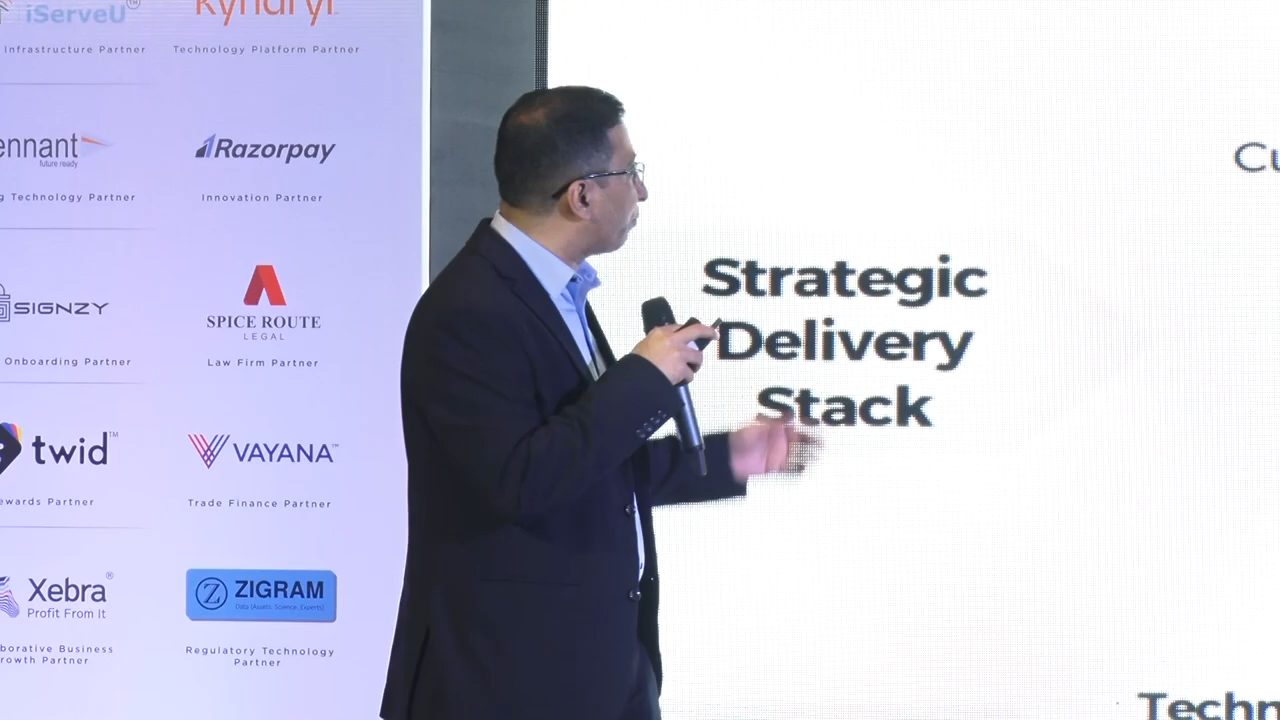 iServeU
TM
kyndryl
Infrastructure Partner
Technology Platform Partner
ennant
future ready
Razorpay
Technology Partner
Innovation Partner
SIGNZY
SPICE ROUTE
LEGAL
Onboarding Partner
Law Firm Partner
twid
VAYANA™
ewards Partner
Trade Finance Partner
Xebra®
Profit From It
Z ZIGRAM
Data [Assets, Science, Experts]
borative Business
rowth Partner
Regulatory Technology
Partner
Strategic
Delivery
Stack
Cu
Techn